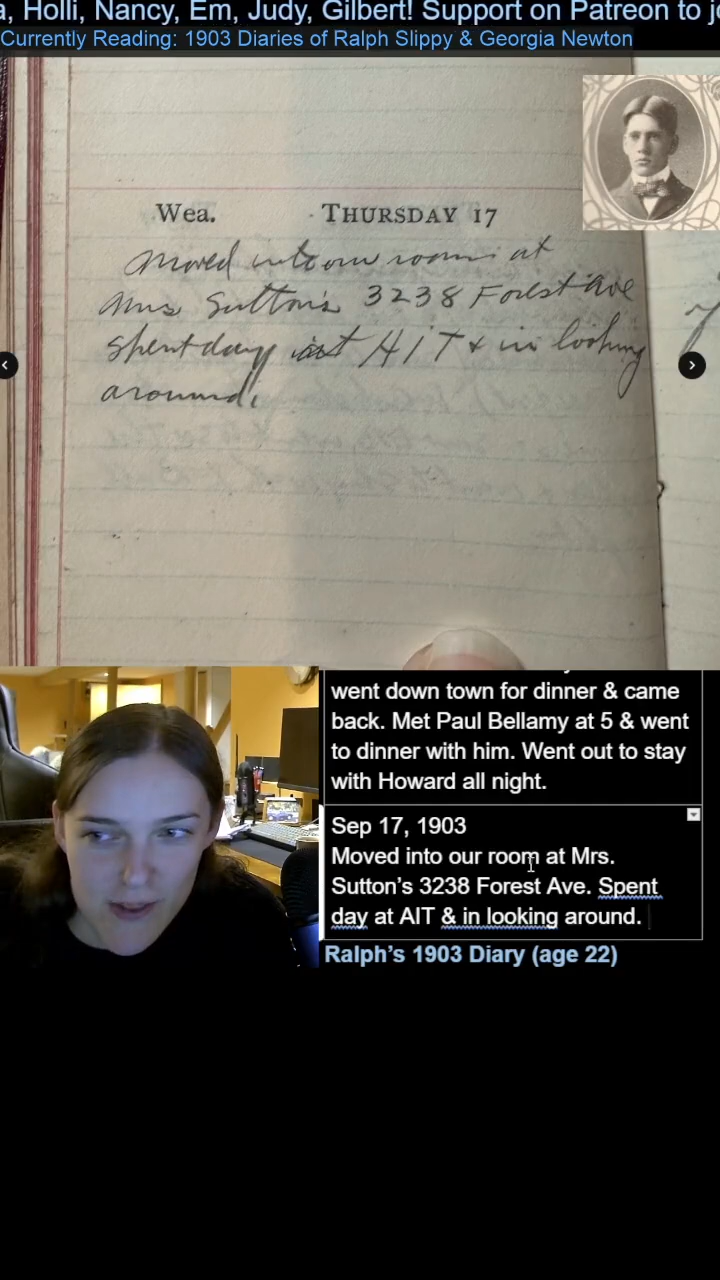 a, Holli, Nancy, Em, Judy, Gilbert! Support on Patreon to jo
Currently Reading: 1903 Diaries of Ralph Slippy & Georgia Newton
Wea. THURSDAY 17
Moved into our room at
Mrs Sutton's 3238 Forest Ave
Spent day at AIT & in looking
around.
went down town for dinner & came
back. Met Paul Bellamy at 5 & went
to dinner with him. Went out to stay
with Howard all night.
Sep 17, 1903
Moved into our room at Mrs.
Sutton's 3238 Forest Ave. Spent
day at AIT & in looking around.
Ralph's 1903 Diary (age 22)